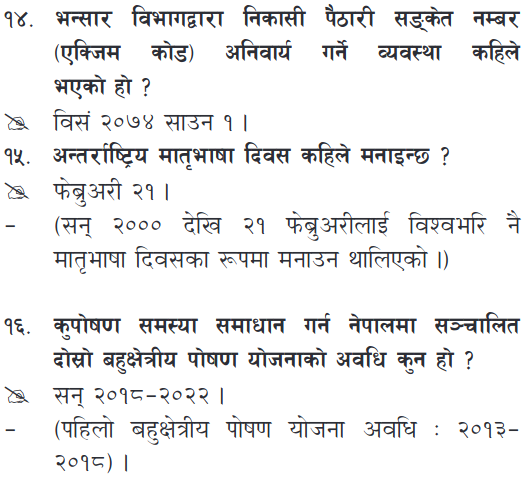 १४. भन्सार विभागद्वारा निकासी पैठारी सङ्केत नम्बर
(एक्जिम कोड) अनिवार्य गर्ने व्यवस्था कहिले
भएको हो ?
विसं २०७४ साउन १ ।
१५. अन्तर्राष्ट्रिय मातृभाषा दिवस कहिले मनाइन्छ ?
फेब्रुअरी २१ ।
– (सन् २००० देखि २१ फेब्रुअरीलाई विश्वभरि नै
मातृभाषा दिवसका रूपमा मनाउन थालिएको ।)
१६. कुपोषण समस्या समाधान गर्न नेपालमा सञ्चालित
दोस्रो बहुक्षेत्रीय पोषण योजनाको अवधि कुन हो ?
सन् २०१८–२०२२ ।
– (पहिलो बहुक्षेत्रीय पोषण योजना अवधि : २०१३–
२०१८) ।